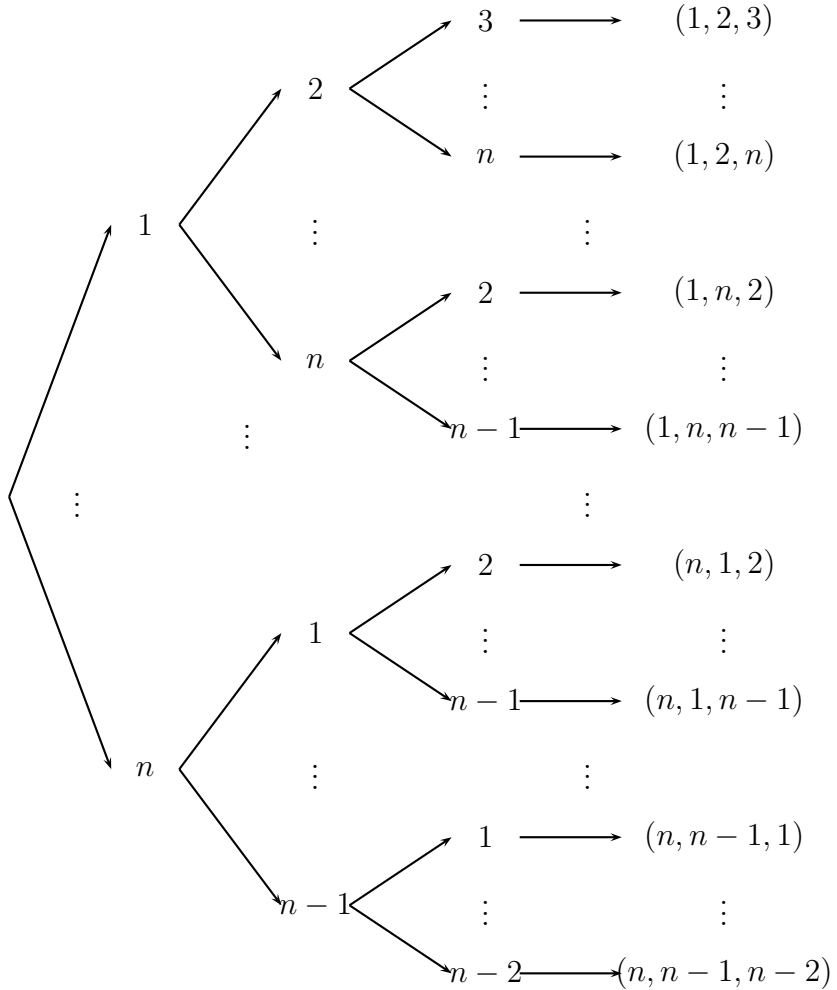 3 (1, 2, 3)
2 ⋮ ⋮
n (1, 2, n)
1 ⋮ ⋮
2 (1, n, 2)
n ⋮ ⋮
⋮ n − 1 (1, n, n − 1)
⋮ ⋮
2 (n, 1, 2)
1 ⋮ ⋮
n − 1 (n, 1, n − 1)
n ⋮ ⋮
1 (n, n − 1, 1)
n − 1 ⋮ ⋮
n − 2 (n, n − 1, n − 2)